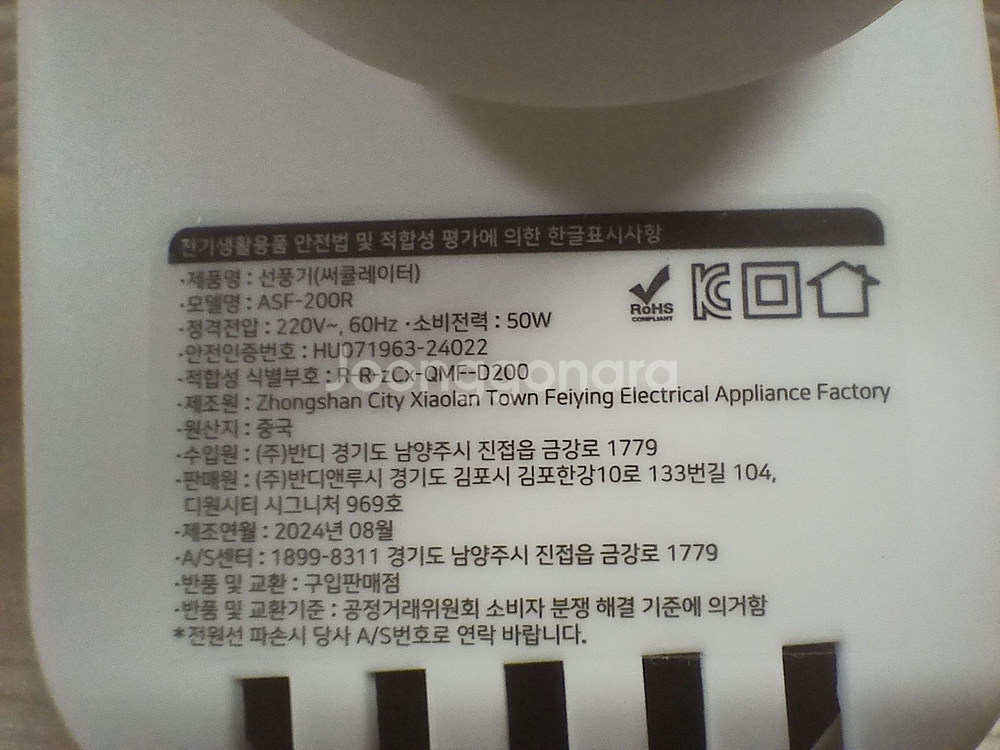 전기생활용품 안전법 및 적합성 평가에 의한 한글표시사항
·제품명 : 선풍기(써큘레이터)
·모델명 : ASF-200R
·정격전압 : 220V~, 60Hz ·소비전력 : 50W
·안전인증번호 : HU071963-24022
·적합성 식별부호 : R-R-zCx-QMF-D200
·제조원 : Zhongshan City Xiaolan Town Feiying Electrical Appliance Factory
·원산지 : 중국
·수입원 : (주)반디 경기도 남양주시 진접읍 금강로 1779
·판매원 : (주)반디앤루시 경기도 김포시 김포한강10로 133번길 104,
디원시티 시그니처 969호
·제조연월 : 2024년 08월
·A/S센터 : 1899-8311 경기도 남양주시 진접읍 금강로 1779
·반품 및 교환 : 구입판매점
·반품 및 교환기준 : 공정거래위원회 소비자 분쟁 해결 기준에 의거함
*전원선 파손시 당사 A/S번호로 연락 바랍니다.
RoHS
COMPLIANT
Joonggonara